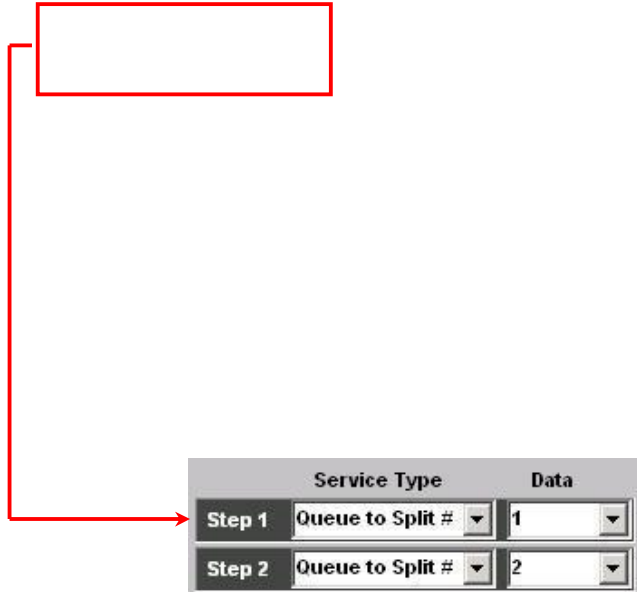 Service Type Data
Step 1 Queue to Split # 1
Step 2 Queue to Split # 2